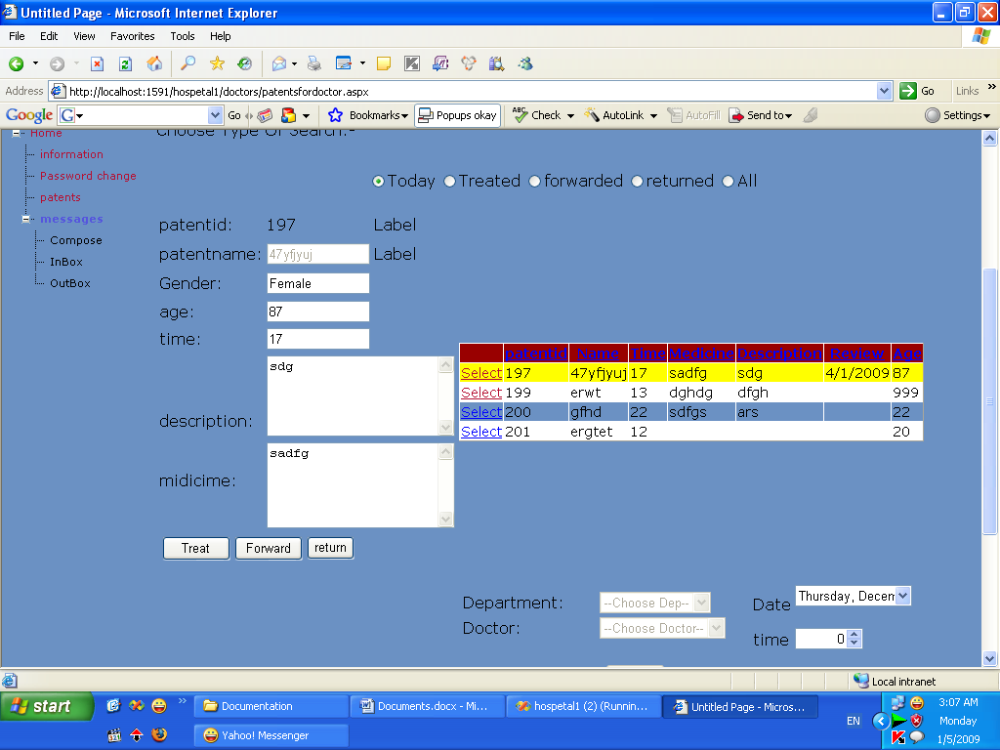 Untitled Page - Microsoft Internet Explorer
File Edit View Favorites Tools Help
Address http://localhost:1591/hospetal1/doctors/patentsfordoctor.aspx Go Links »
Google G Go Bookmarks Popups okay ABC Check AutoLink AutoFill Send to Settings
Home Choose Type Of Search:-
information
Password change
patents
messages
Compose
InBox
OutBox
Today Treated forwarded returned All
patentid: 197 Label
patentname: 47yfjyuj Label
Gender: Female
age: 87
time: 17
description: sdg
midicime: sadfg
patentid Name Time Medicine Description Review Age
Select 197 47yfjyuj 17 sadfg sdg 4/1/2009 87
Select 199 erwt 13 dghdg dfgh 999
Select 200 gfhd 22 sdfgs ars 22
Select 201 ergtet 12 20
Treat Forward return
Department: --Choose Dep-- Date Thursday, Decem
Doctor: --Choose Doctor-- time 0
Local intranet
start » Documentation Documents.docx - Mi... hospetal1 (2) (Runnin... Untitled Page - Micros... EN 3:07 AM
Monday
Yahoo! Messenger 1/5/2009